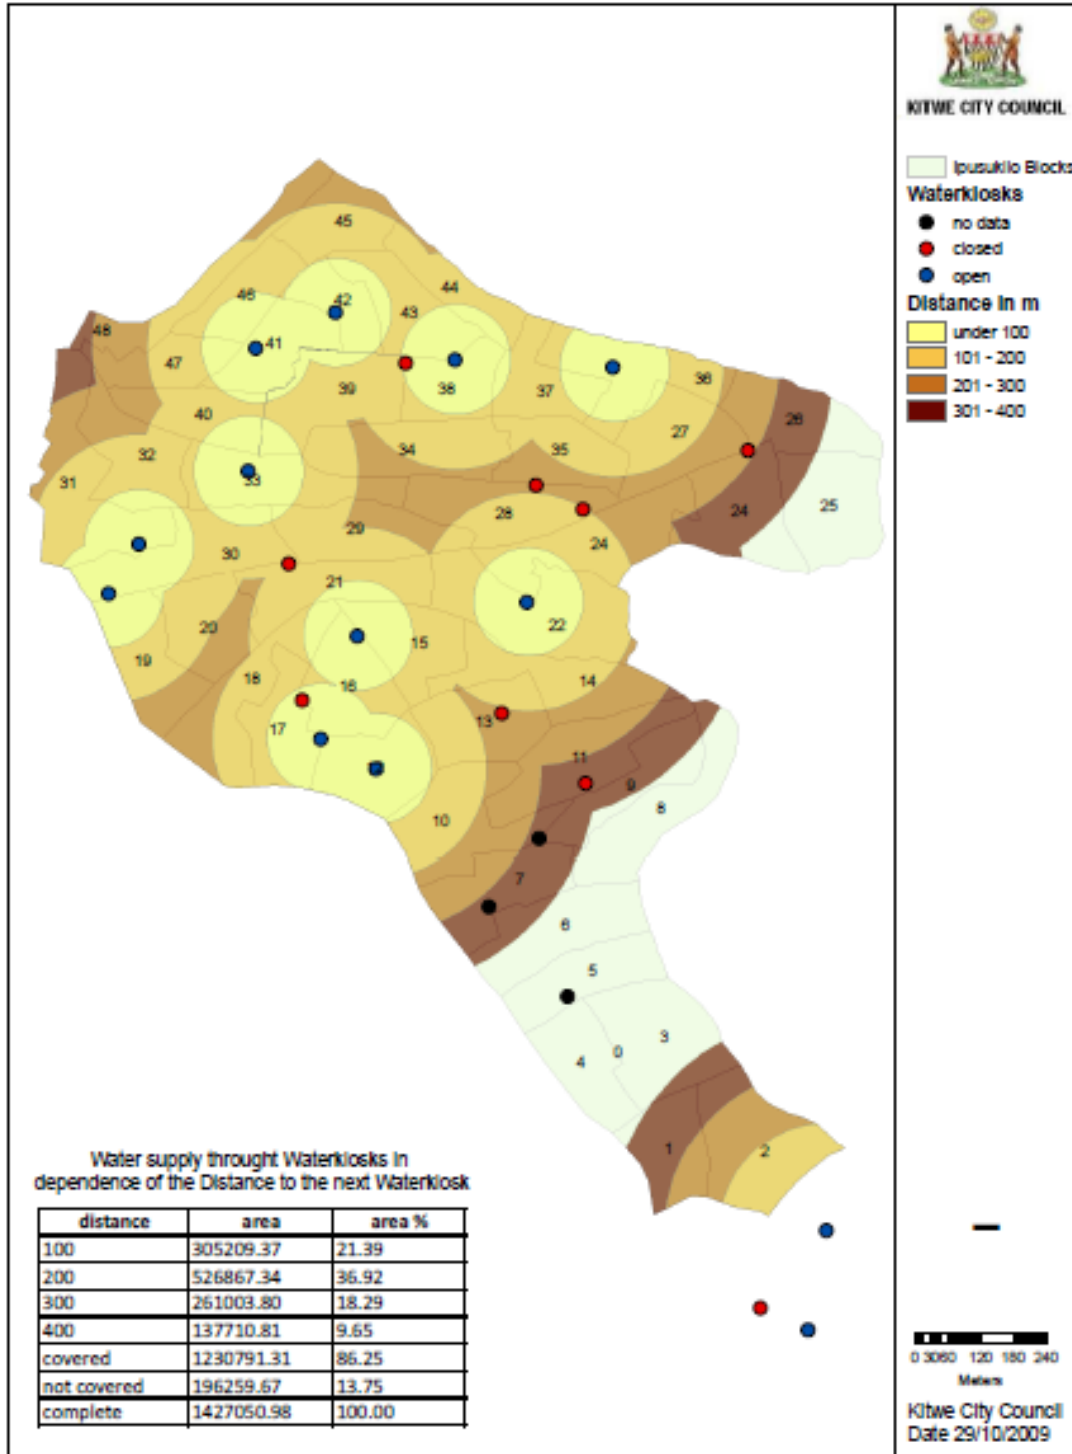 KITWE CITY COUNCIL
Ipusukilo Blocks
Waterkiosks
no data
closed
open
Distance in m
under 100
101 - 200
201 - 300
301 - 400
45
46
42
44
43
41
48
47
39
38
37
36
40
26
27
34
35
32
33
31
24
25
28
29
24
30
21
22
20
15
19
18
14
16
13
17
11
9
8
10
7
6
5
3
0
4
1
2
Water supply throught Waterkiosks in
dependence of the Distance to the next Waterkiosk
distance area area %
100 305209.37 21.39
200 526867.34 36.92
300 261003.80 18.29
400 137710.81 9.65
covered 1230791.31 86.25
not covered 196259.67 13.75
complete 1427050.98 100.00
0 30 60 120 180 240
Meters
Kitwe City Council
Date 29/10/2009